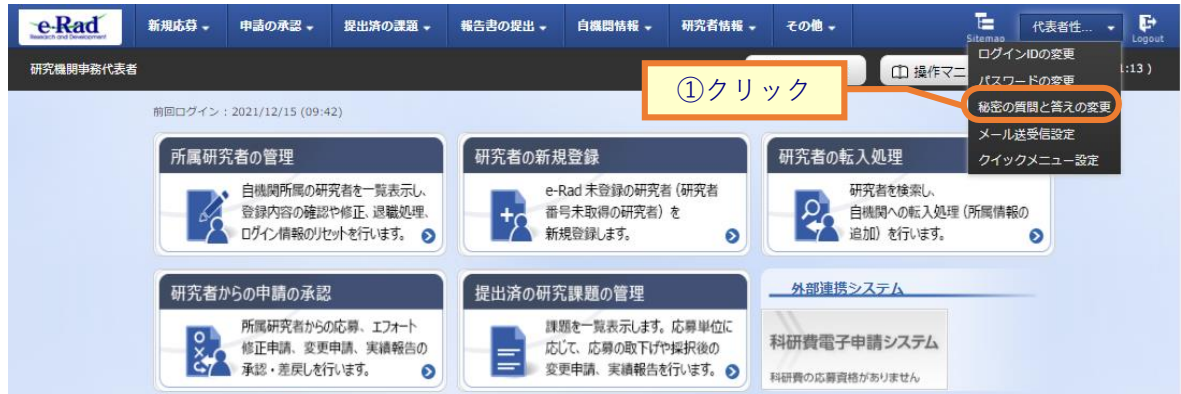 e-Rad
Research and Development
新規応募
申請の承認
提出済の課題
報告書の提出
自機関情報
研究者情報
その他
Sitemap
代表者性...
Logout
研究機関事務代表者
操作マニ
1:13 )
ログインIDの変更
パスワードの変更
秘密の質問と答えの変更
メール送受信設定
クイックメニュー設定
①クリック
前回ログイン : 2021/12/15 (09:42)
所属研究者の管理
自機関所属の研究者を一覧表示し、
登録内容の確認や修正、退職処理、
ログイン情報のリセットを行います。
研究者の新規登録
e-Rad 未登録の研究者 (研究者
番号未取得の研究者) を
新規登録します。
研究者の転入処理
研究者を検索し、
自機関への転入処理 (所属情報の
追加) を行います。
研究者からの申請の承認
所属研究者からの応募、エフォート
修正申請、変更申請、実績報告の
承認・差戻しを行います。
提出済の研究課題の管理
課題を一覧表示します。応募単位に
応じて、応募の取下げや採択後の
変更申請、実績報告を行います。
外部連携システム
科研費電子申請システム
科研費の応募資格がありません